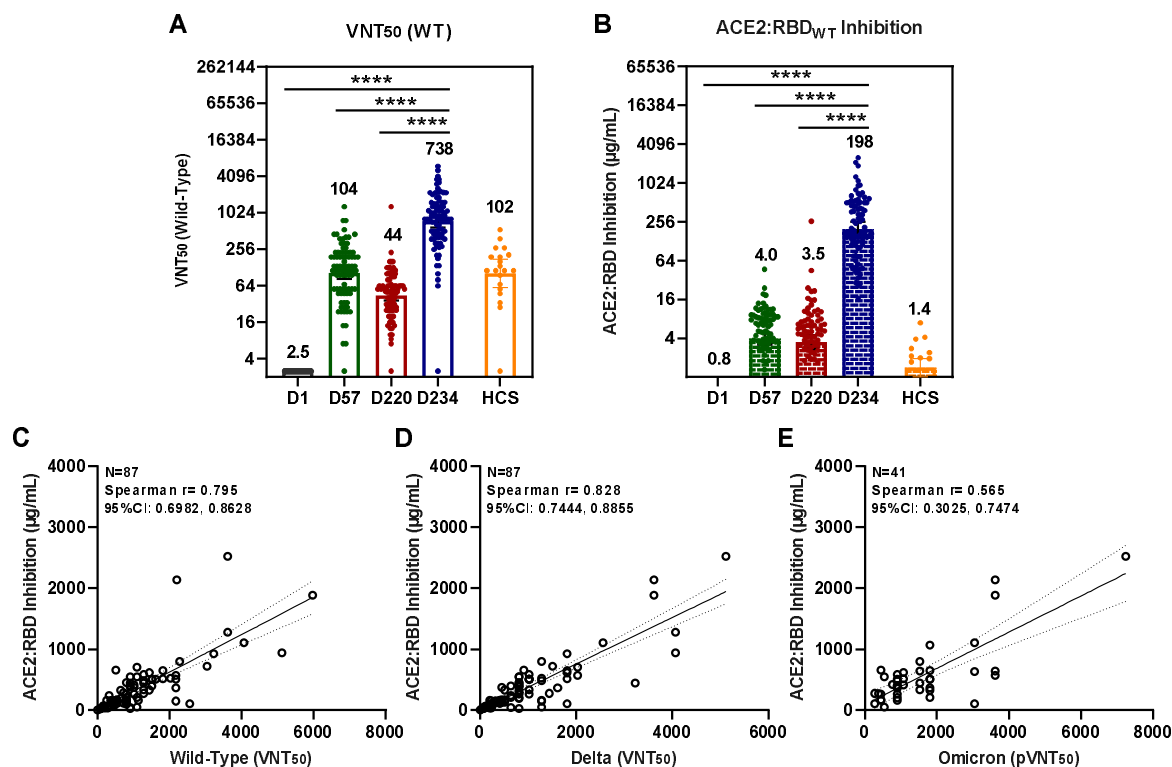 A
VNT50 (WT)
262144
65536
16384
4096
1024
256
64
16
4
VNT50 (Wild-Type)
****
****
****
2.5
104
44
738
102
D1 D57 D220 D234 HCS
B
ACE2:RBDWT Inhibition
65536
16384
4096
1024
256
64
16
4
ACE2:RBD Inhibition (µg/mL)
****
****
****
0.8
4.0
3.5
198
1.4
D1 D57 D220 D234 HCS
C
N=87
Spearman r= 0.795
95%CI: 0.6982, 0.8628
4000
3000
2000
1000
0
ACE2:RBD Inhibition (µg/mL)
0 2000 4000 6000 8000
Wild-Type (VNT50)
D
N=87
Spearman r= 0.828
95%CI: 0.7444, 0.8855
4000
3000
2000
1000
0
ACE2:RBD Inhibition (µg/mL)
0 2000 4000 6000
Delta (VNT50)
E
N=41
Spearman r= 0.565
95%CI: 0.3025, 0.7474
4000
3000
2000
1000
0
ACE2:RBD Inhibition (µg/mL)
0 2000 4000 6000 8000
Omicron (pVNT50)